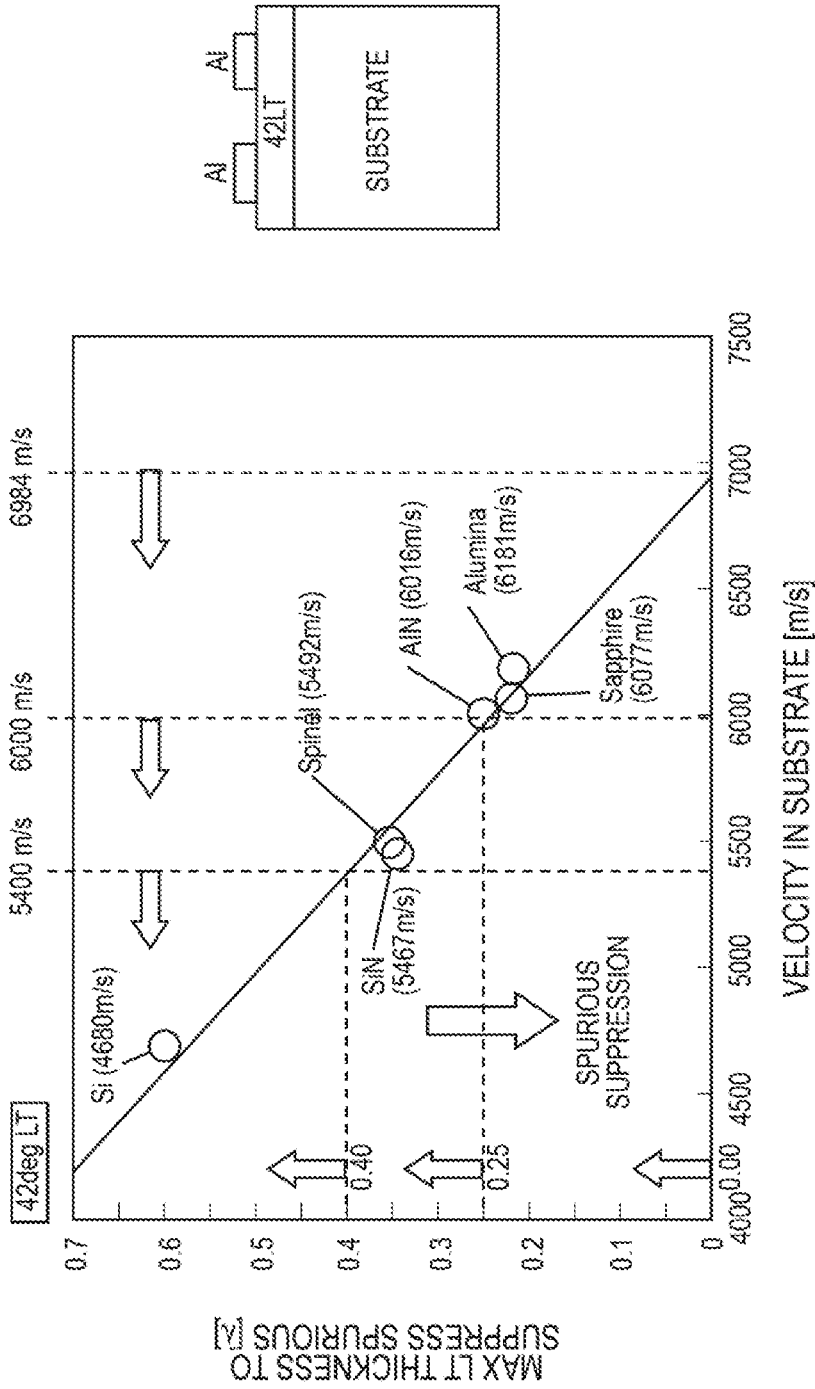 42deg LT
5400 m/s
6000 m/s
6984 m/s
MAX LT THICKNESS TO
SUPPRESS SPURIOUS [λ]
0.7
0.6
0.5
0.4
0.3
0.2
0.1
0
0.40
0.25
0.00
Si (4680m/s)
SiN
(5467m/s)
Spinel (5492m/s)
AlN (6016m/s)
Alumina
(6181m/s)
Sapphire
(6077m/s)
SPURIOUS
SUPPRESSION
4000
4500
5000
5500
6000
6500
7000
7500
VELOCITY IN SUBSTRATE [m/s]
Al
Al
42LT
SUBSTRATE